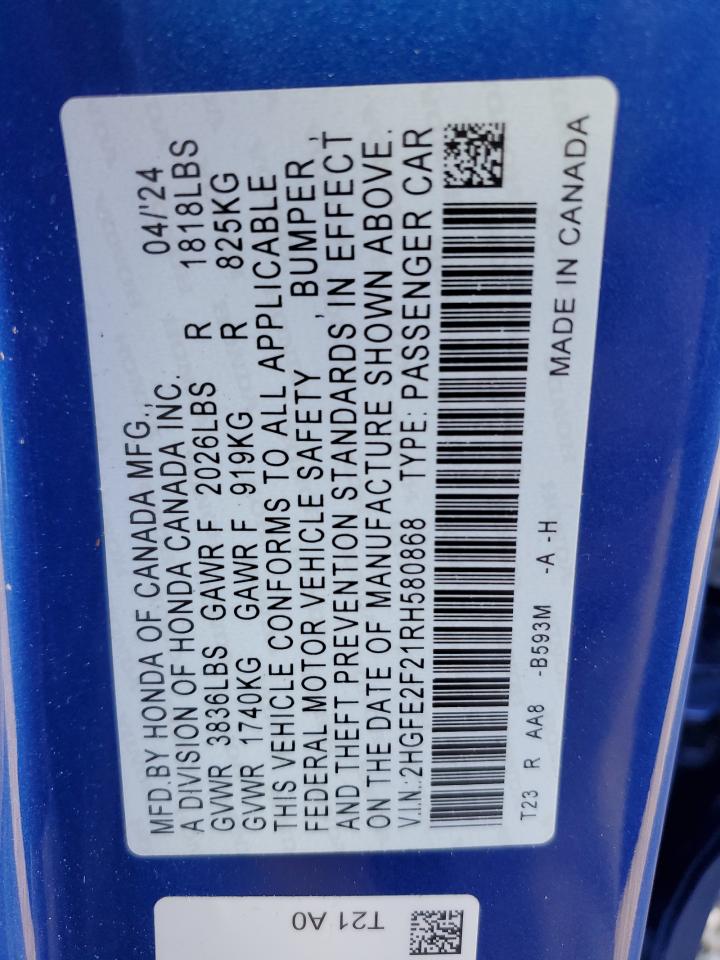 MFD.BY HONDA OF CANADA MFG., 04/'24
A DIVISION OF HONDA CANADA INC.
GVWR 3836LBS GAWR F 2026LBS R 1818LBS
GVWR 1740KG GAWR F 919KG R 825KG
THIS VEHICLE CONFORMS TO ALL APPLICABLE
FEDERAL MOTOR VEHICLE SAFETY , BUMPER ,
AND THEFT PREVENTION STANDARDS IN EFFECT
ON THE DATE OF MANUFACTURE SHOWN ABOVE.
V.I.N.: 2HGFE2F21RH580868 TYPE: PASSENGER CAR
T23 R AA8 -B593M -A -H MADE IN CANADA
T21 A0